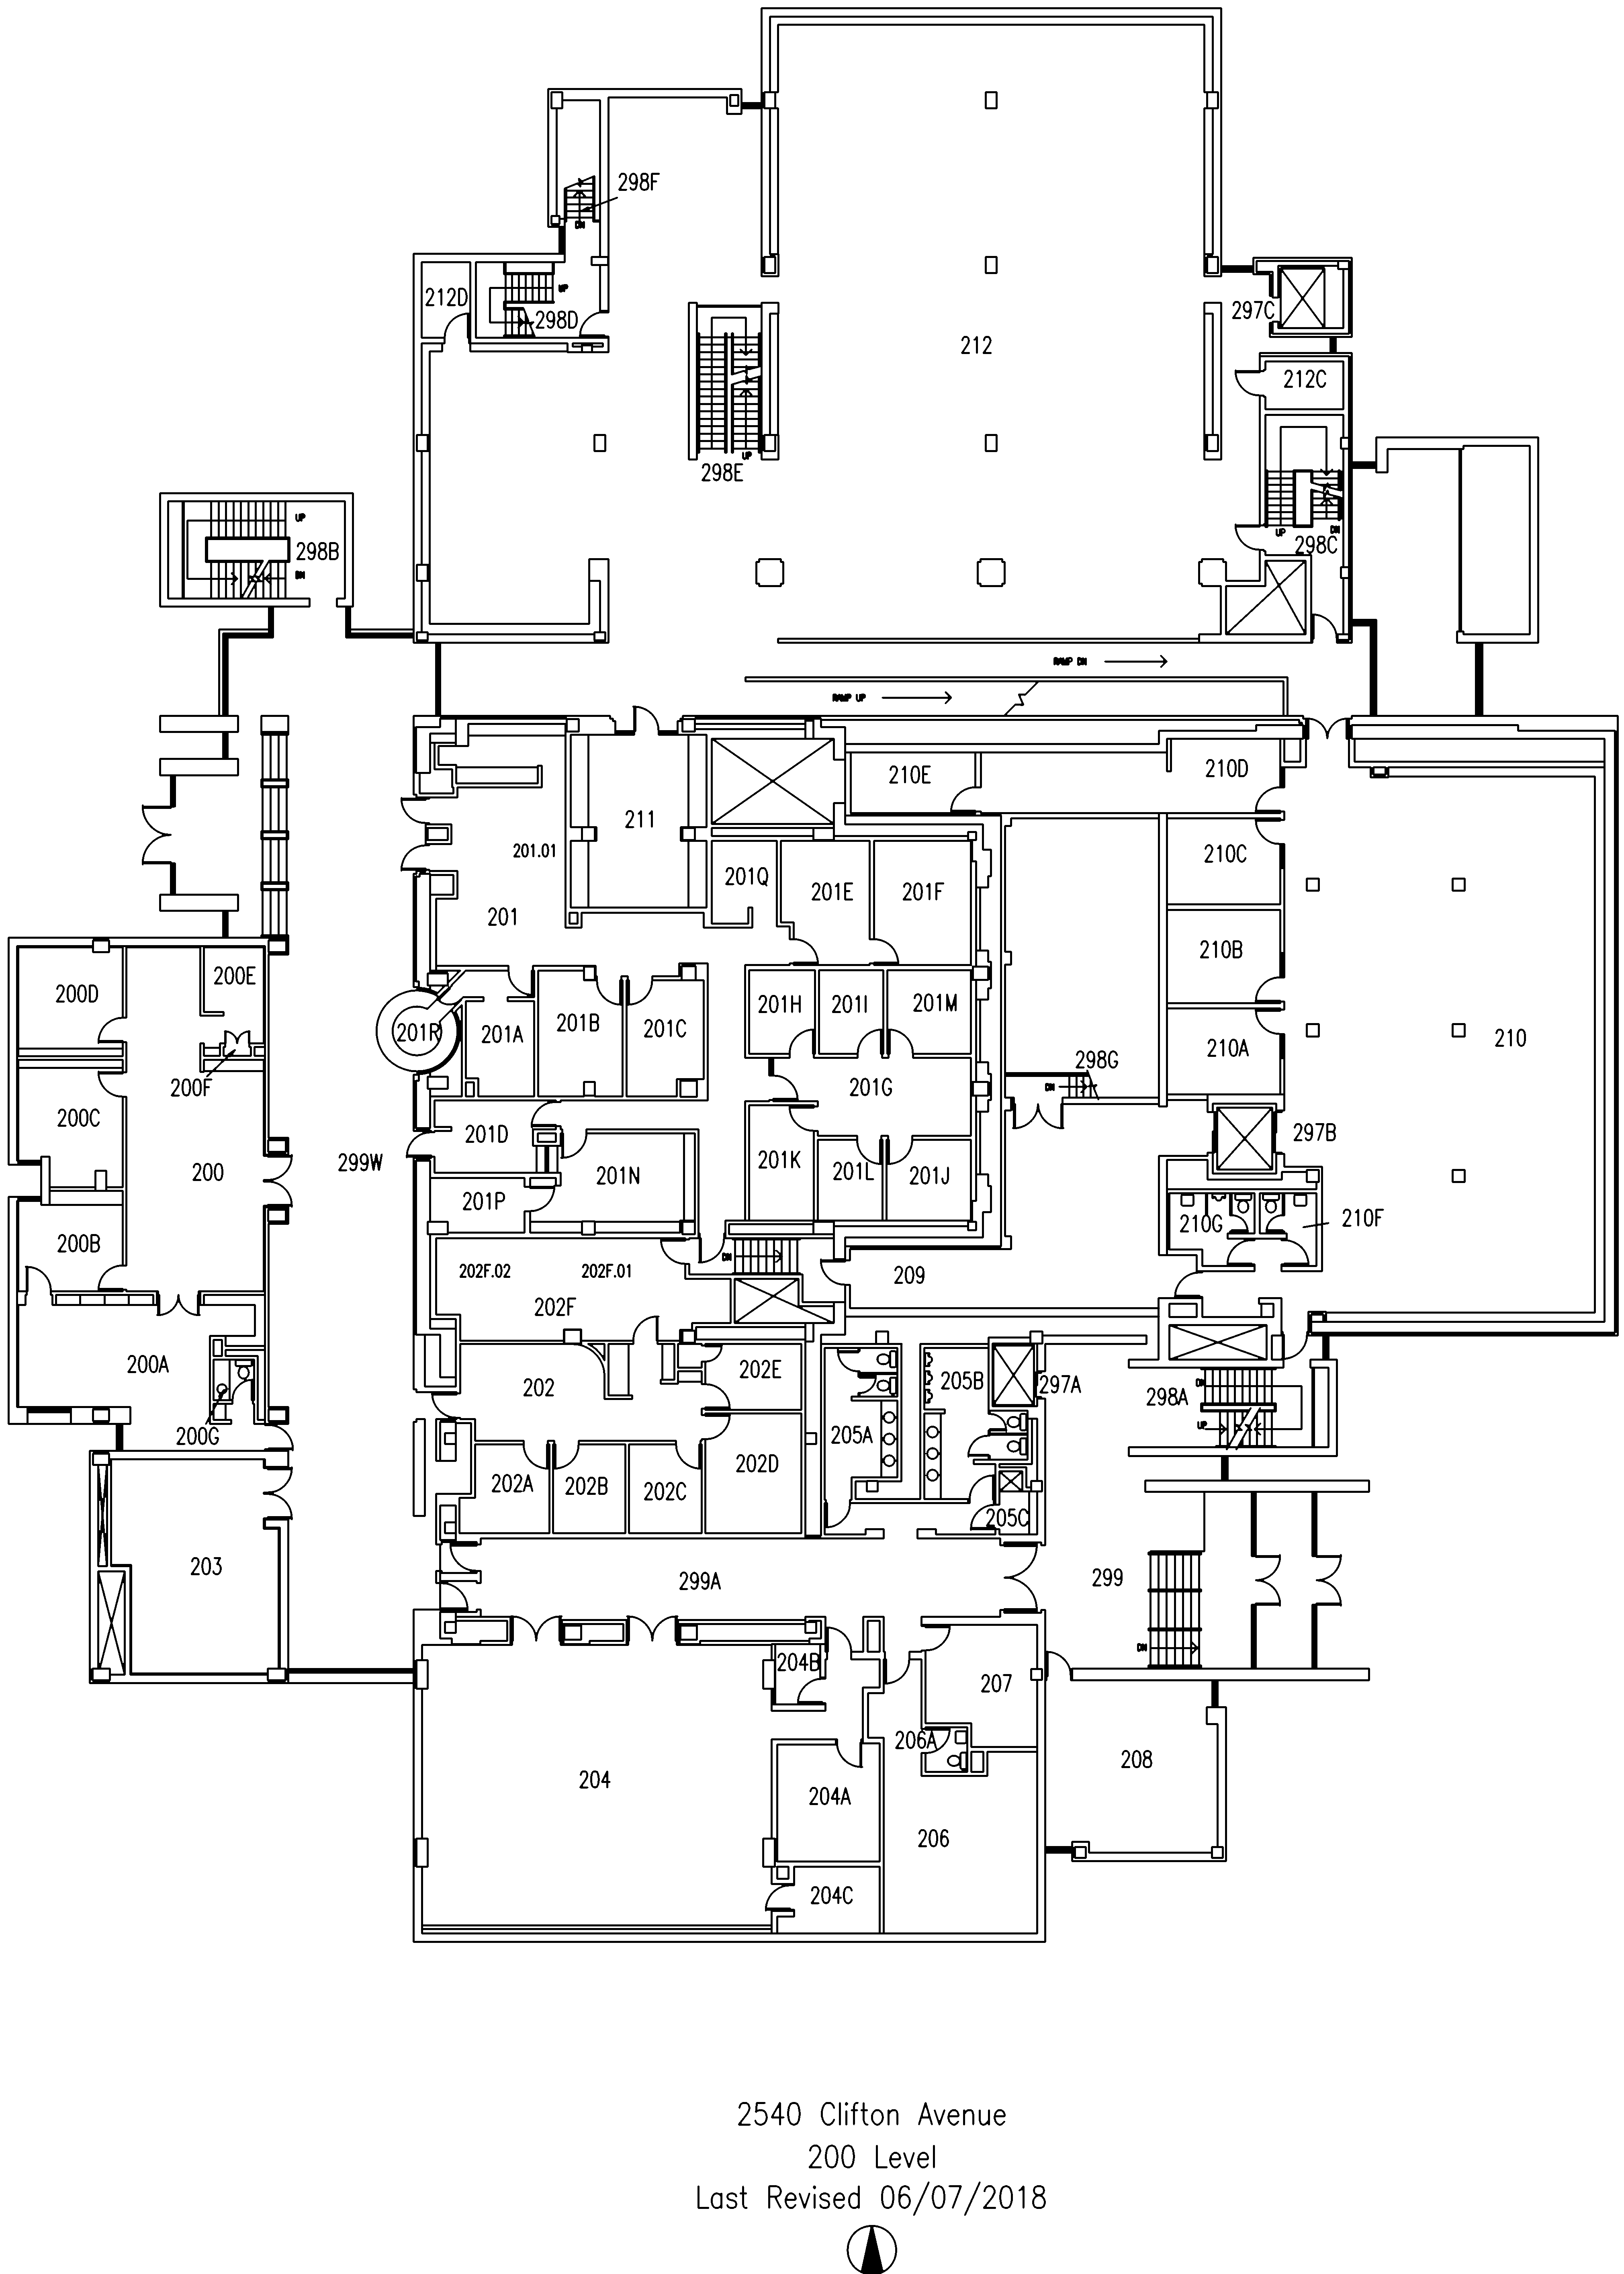 298F
DN
212D
UP
298D
297C
212
212C
UP
298E
UP
DN
298C
UP
298B
DN
RAMP DN
RAMP UP
210E
210D
211
201.01
210C
201Q
201E
201F
201
210B
200E
200D
201H
201I
201M
201R
201A
201B
201C
210
210A
298G
200F
DN
201G
200C
201D
297B
299W
200
201K
201L
201J
201N
201P
210G
210F
200B
DN
202F.02
202F.01
209
202F
200A
202E
202
205B
297A
298A
DN
UP
200G
205A
202D
202A
202B
202C
205C
203
299A
299
DN
204B
207
206A
208
204
204A
206
204C
2540 Clifton Avenue
200 Level
Last Revised 06/07/2018